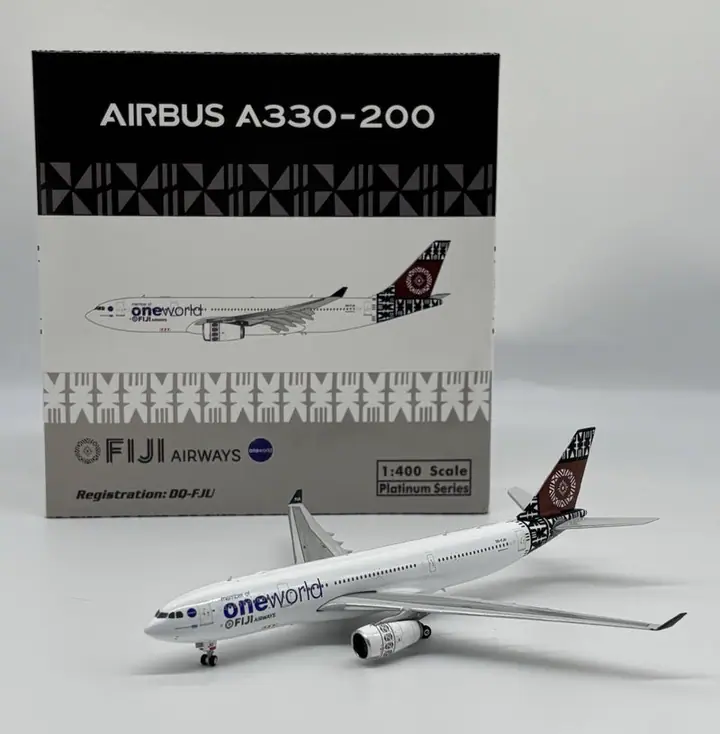 AIRBUS A330-200
member of
oneworld
FIJI AIRWAYS
FIJI AIRWAYS
oneworld
1:400 Scale
Platinum Series
Registration: DQ-FJU
member of
oneworld
FIJI AIRWAYS